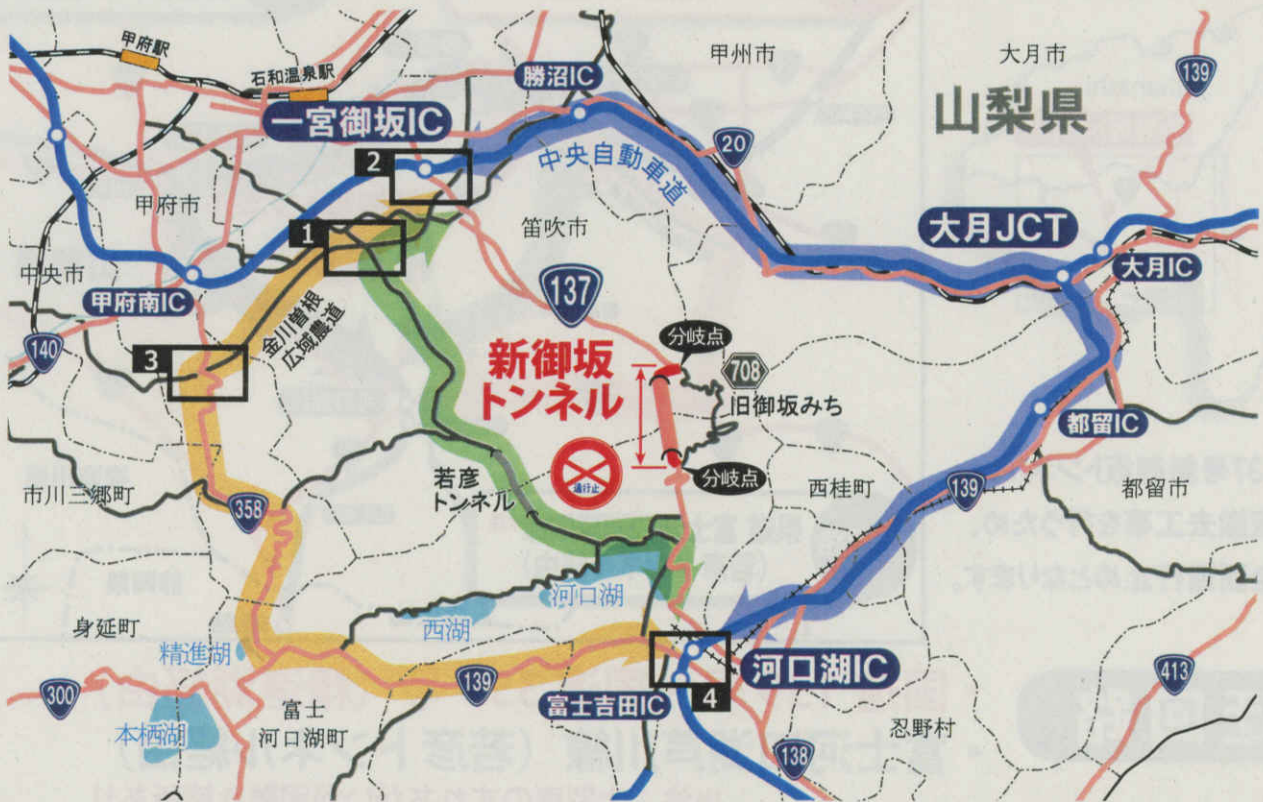 甲府駅
石和温泉駅
勝沼IC
甲州市
大月市
139
山梨県
一宮御坂IC
20
中央自動車道
2
甲府市
1
笛吹市
大月JCT
大月IC
中央市
甲府南IC
137
金川曽根
広域農道
140
3
新御坂
トンネル
分岐点
708
旧御坂みち
都留IC
通行止
分岐点
市川三郷町
358
若彦
トンネル
西桂町
139
都留市
河口湖
西湖
身延町
精進湖
河口湖IC
300
139
富士吉田IC
4
413
本栖湖
富士
河口湖町
忍野村
138